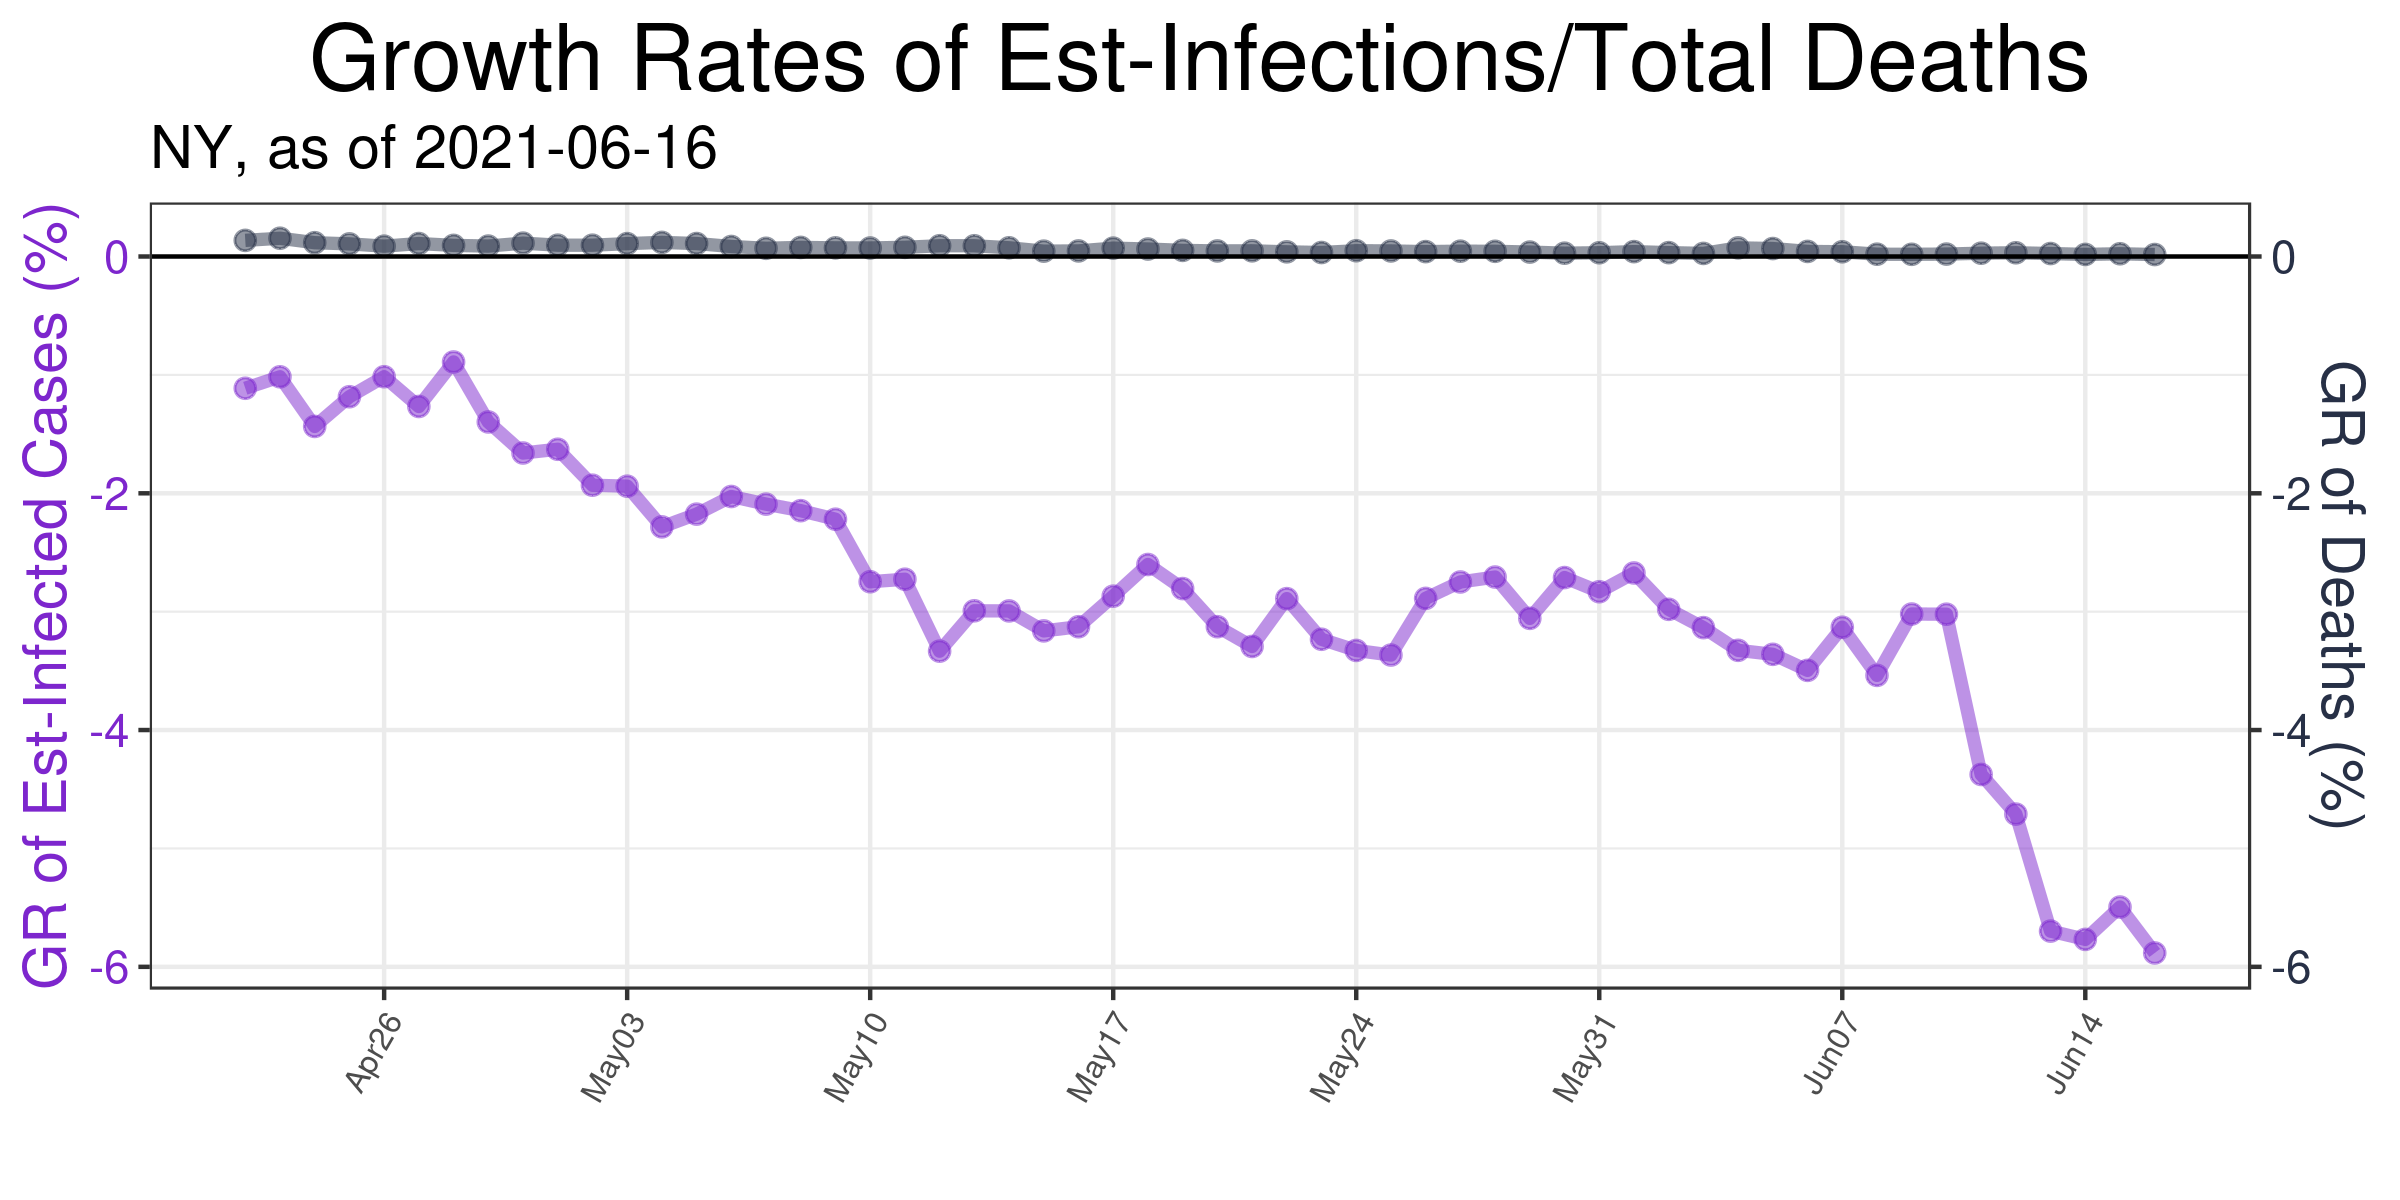 Growth Rates of Est-Infections/Total Deaths
NY, as of 2021-06-16
GR of Est-Infected Cases (%)
0
-2
-4
-6
0
-2
-4
-6
GR of Deaths (%)
Apr26
May03
May10
May17
May24
May31
Jun07
Jun14